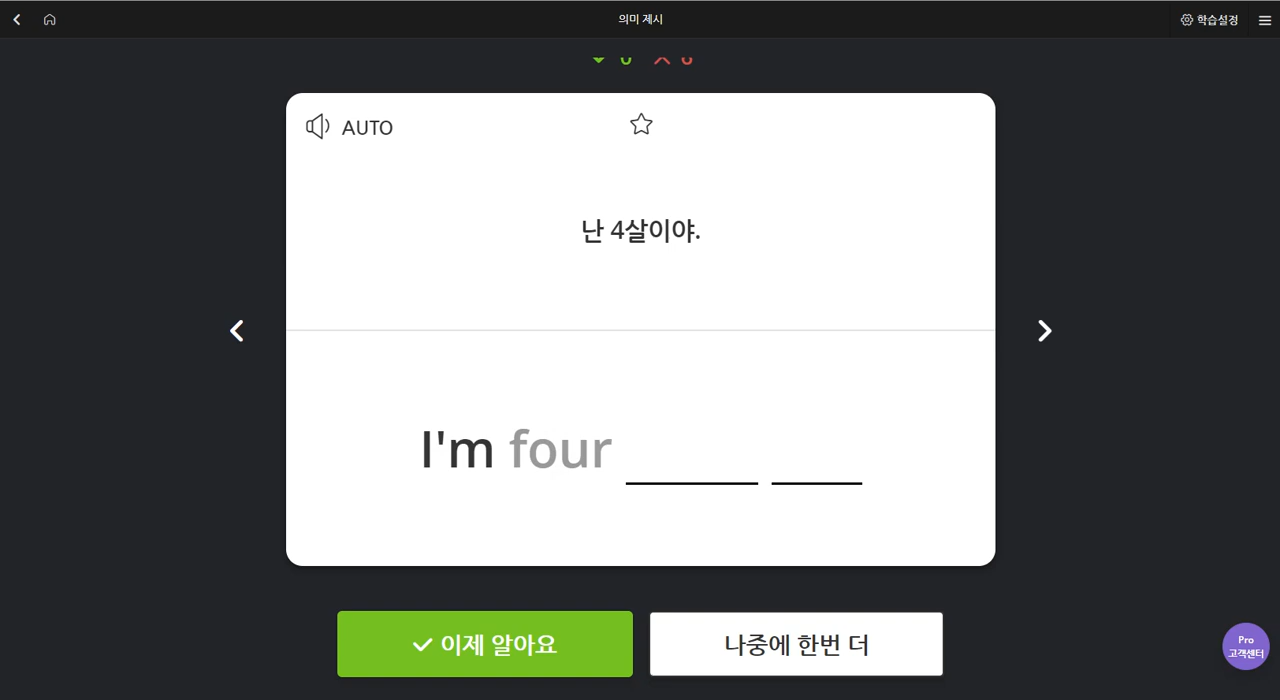 의미 제시
학습설정
AUTO
난 4살이야.
I'm four
이제 알아요
나중에 한번 더
Pro
고객센터